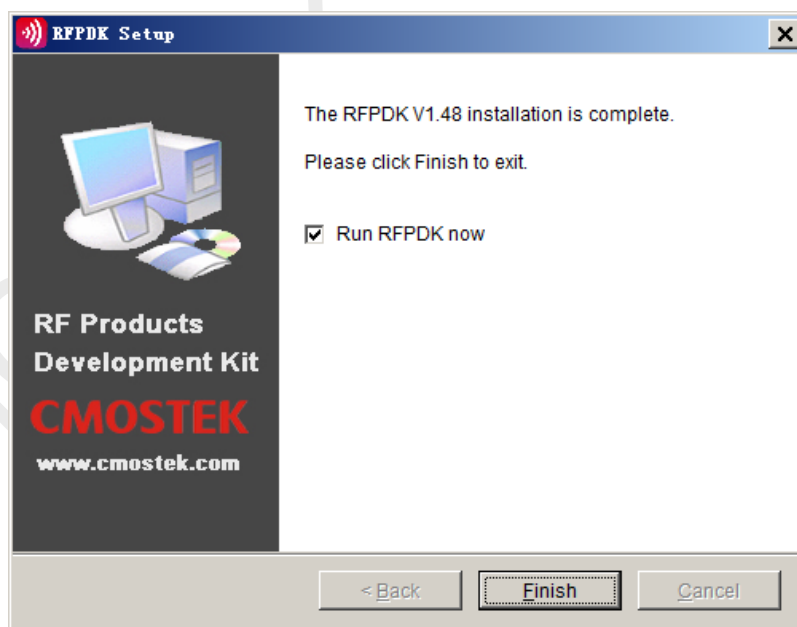 RFPDK Setup
The RFPDK V1.48 installation is complete.
Please click Finish to exit.
Run RFPDK now
RF Products
Development Kit
CMOSTEK
www.cmostek.com
< Back
Finish
Cancel